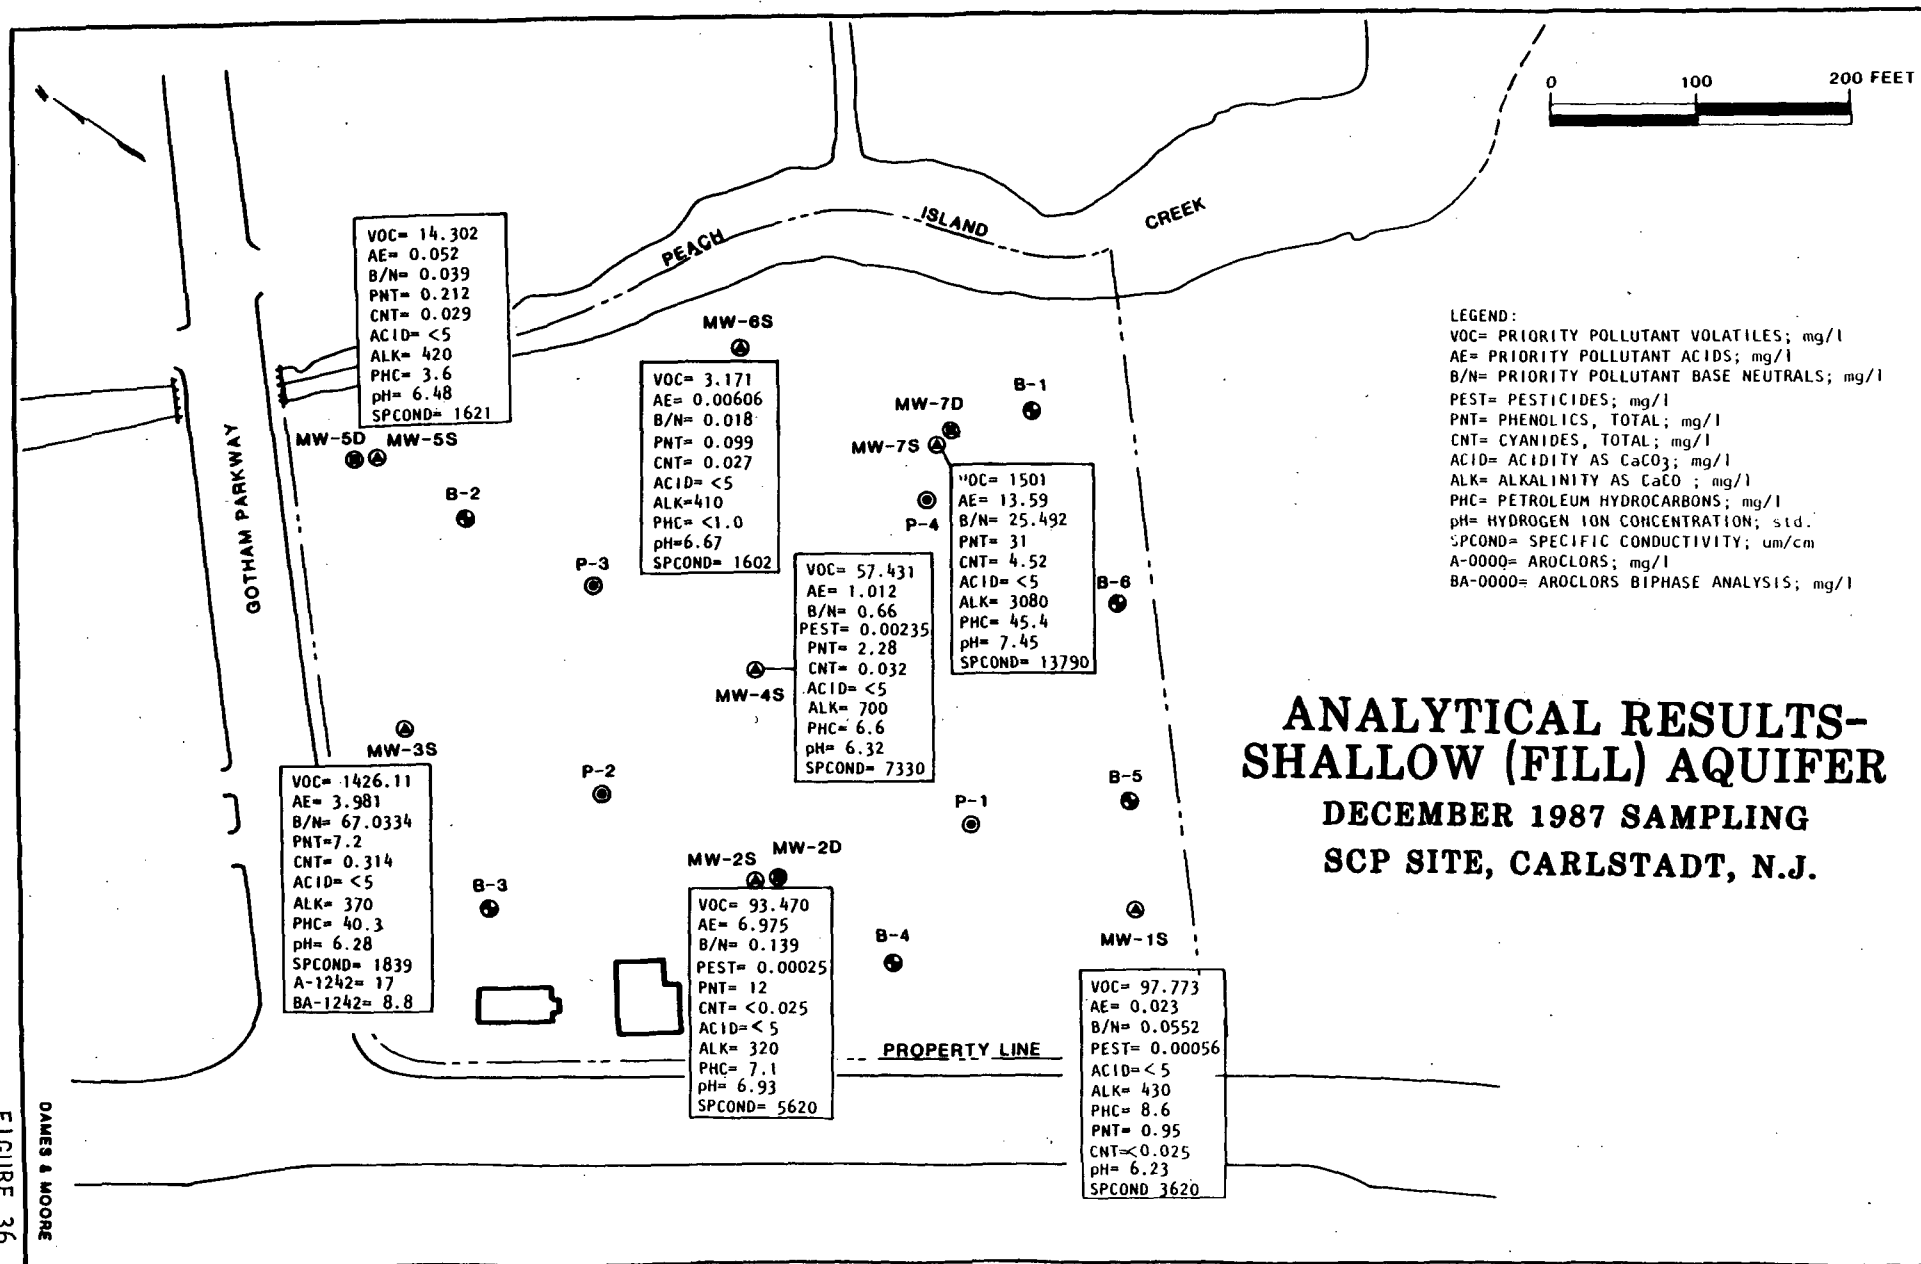 0 100 200 FEET
PEACH ISLAND CREEK
GOTHAM PARKWAY
VOC= 14.302
AE= 0.052
B/N= 0.039
PNT= 0.212
CNT= 0.029
ACID= <5
ALK= 420
PHC= 3.6
pH= 6.48
SPCOND= 1621
MW-5D MW-5S
B-2
MW-6S
VOC= 3.171
AE= 0.00606
B/N= 0.018
PNT= 0.099
CNT= 0.027
ACID= <5
ALK=410
PHC= <1.0
pH=6.67
SPCOND= 1602
P-3
B-1
MW-7D
MW-7S
P-4
"OC= 1501
AE= 13.59
B/N= 25.492
PNT= 31
CNT= 4.52
ACID= <5
ALK= 3080
PHC= 45.4
pH= 7.45
SPCOND= 13790
B-6
VOC= 57.431
AE= 1.012
B/N= 0.66
PEST= 0.00235
PNT= 2.28
CNT= 0.032
ACID= <5
ALK= 700
PHC= 6.6
pH= 6.32
SPCOND= 7330
MW-4S
LEGEND:
VOC= PRIORITY POLLUTANT VOLATILES; mg/l
AE= PRIORITY POLLUTANT ACIDS; mg/l
B/N= PRIORITY POLLUTANT BASE NEUTRALS; mg/l
PEST= PESTICIDES; mg/l
PNT= PHENOLICS, TOTAL; mg/l
CNT= CYANIDES, TOTAL; mg/l
ACID= ACIDITY AS CaCO3; mg/l
ALK= ALKALINITY AS CaCO ; mg/l
PHC= PETROLEUM HYDROCARBONS; mg/l
pH= HYDROGEN ION CONCENTRATION; std.
SPCOND= SPECIFIC CONDUCTIVITY; um/cm
A-0000= AROCLORS; mg/l
BA-0000= AROCLORS BIPHASE ANALYSIS; mg/l
MW-3S
VOC= 1426.11
AE= 3.981
B/N= 67.0334
PNT=7.2
CNT= 0.314
ACID= <5
ALK= 370
PHC= 40.3
pH= 6.28
SPCOND= 1839
A-1242= 17
BA-1242= 8.8
P-2
P-1
B-5
B-3
MW-2S MW-2D
VOC= 93.470
AE= 6.975
B/N= 0.139
PEST= 0.00025
PNT= 12
CNT= <0.025
ACID= < 5
ALK= 320
PHC= 7.1
pH= 6.93
SPCOND= 5620
B-4
MW-1S
VOC= 97.773
AE= 0.023
B/N= 0.0552
PEST= 0.00056
ACID= < 5
ALK= 430
PHC= 8.6
PNT= 0.95
CNT=<0.025
pH= 6.23
SPCOND 3620
PROPERTY LINE
ANALYTICAL RESULTS-
SHALLOW (FILL) AQUIFER
DECEMBER 1987 SAMPLING
SCP SITE, CARLSTADT, N.J.
DAMES & MOORE
FIGURE 36